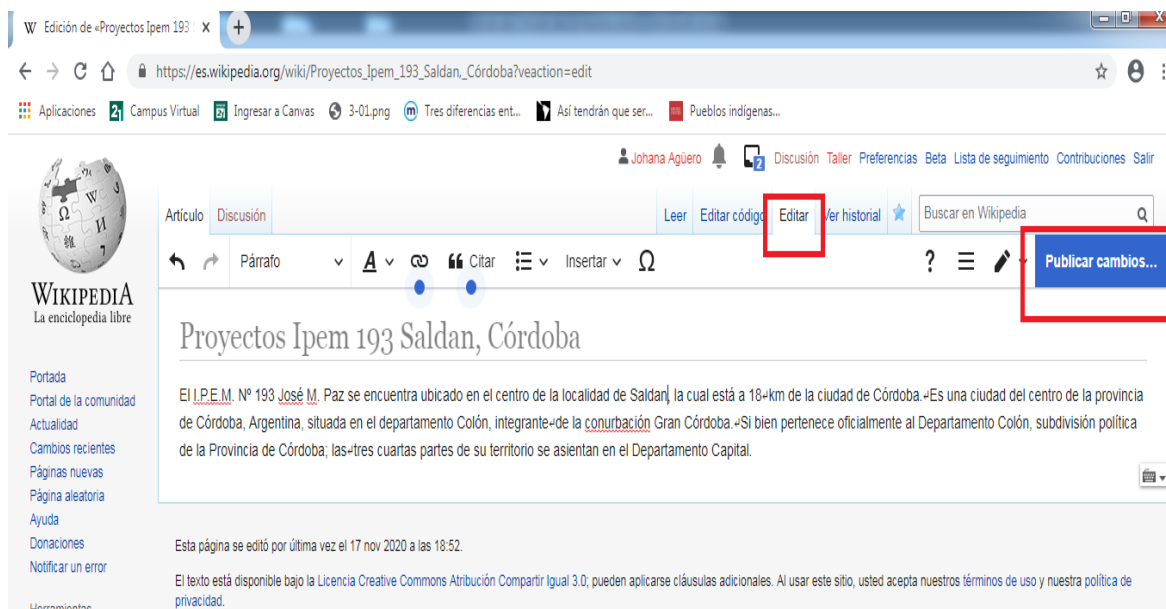 W Edición de «Proyectos Ipem 193 x +
https://es.wikipedia.org/wiki/Proyectos_Ipem_193_Saldan,_Córdoba?veaction=edit
Aplicaciones 21 Campus Virtual Ingresar a Canvas 3-01.png m Tres diferencias ent... Así tendrán que ser... Pueblos indígenas...
Johana Agüero 2 Discusión Taller Preferencias Beta Lista de seguimiento Contribuciones Salir
Artículo Discusión Leer Editar código Editar Ver historial Buscar en Wikipedia
Párrafo A Citar Insertar Ω ? Publicar cambios...
WIKIPEDIA
La enciclopedia libre
Proyectos Ipem 193 Saldan, Córdoba
El I.P.E.M. Nº 193 José M. Paz se encuentra ubicado en el centro de la localidad de Saldan, la cual está a 18↵km de la ciudad de Córdoba.↵Es una ciudad del centro de la provincia
de Córdoba, Argentina, situada en el departamento Colón, integrante↵de la conurbación Gran Córdoba.↵Si bien pertenece oficialmente al Departamento Colón, subdivisión política
de la Provincia de Córdoba; las↵tres cuartas partes de su territorio se asientan en el Departamento Capital.
Portada
Portal de la comunidad
Actualidad
Cambios recientes
Páginas nuevas
Página aleatoria
Ayuda
Donaciones
Notificar un error
Herramientas
Esta página se editó por última vez el 17 nov 2020 a las 18:52.
El texto está disponible bajo la Licencia Creative Commons Atribución Compartir Igual 3.0; pueden aplicarse cláusulas adicionales. Al usar este sitio, usted acepta nuestros términos de uso y nuestra política de
privacidad.